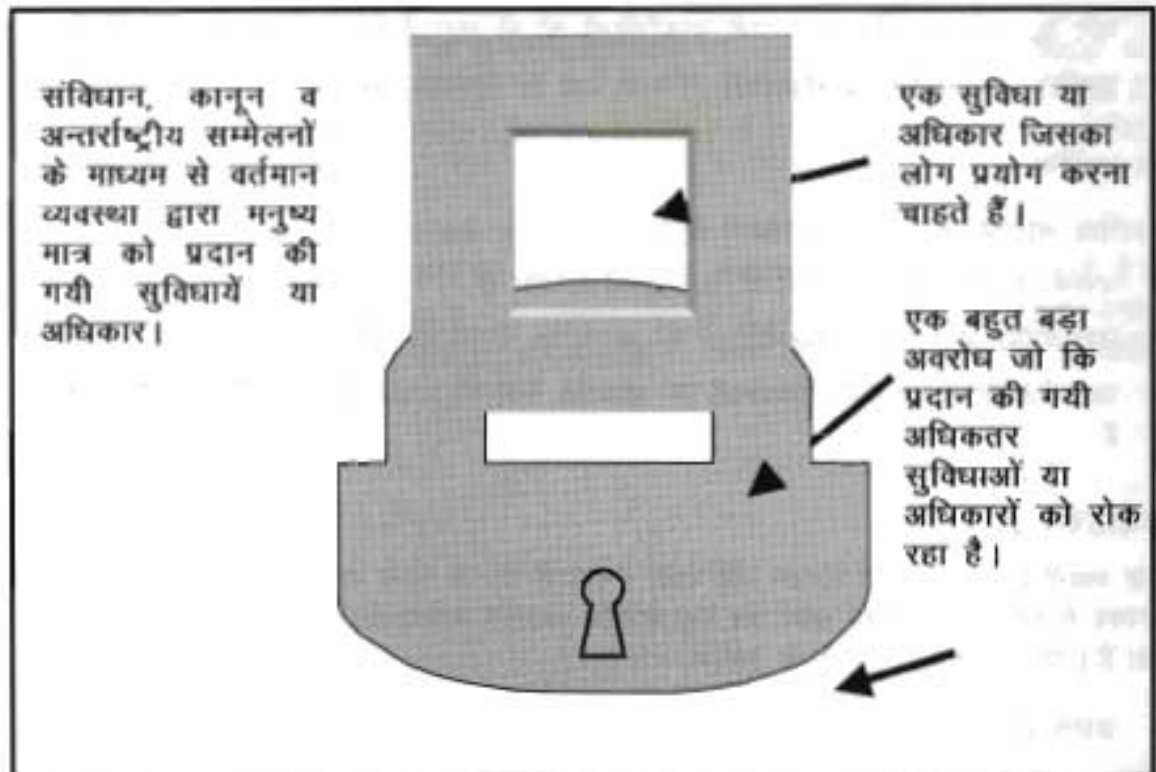 संविधान, कानून व
अन्तर्राष्ट्रीय सम्मेलनों
के माध्यम से वर्तमान
व्यवस्था द्वारा मनुष्य
मात्र को प्रदान की
गयी सुविधायें या
अधिकार।
एक सुविधा या
अधिकार जिसका
लोग प्रयोग करना
चाहते हैं।
एक बहुत बड़ा
अवरोध जो कि
प्रदान की गयी
अधिकतर
सुविधाओं या
अधिकारों को रोक
रहा है।